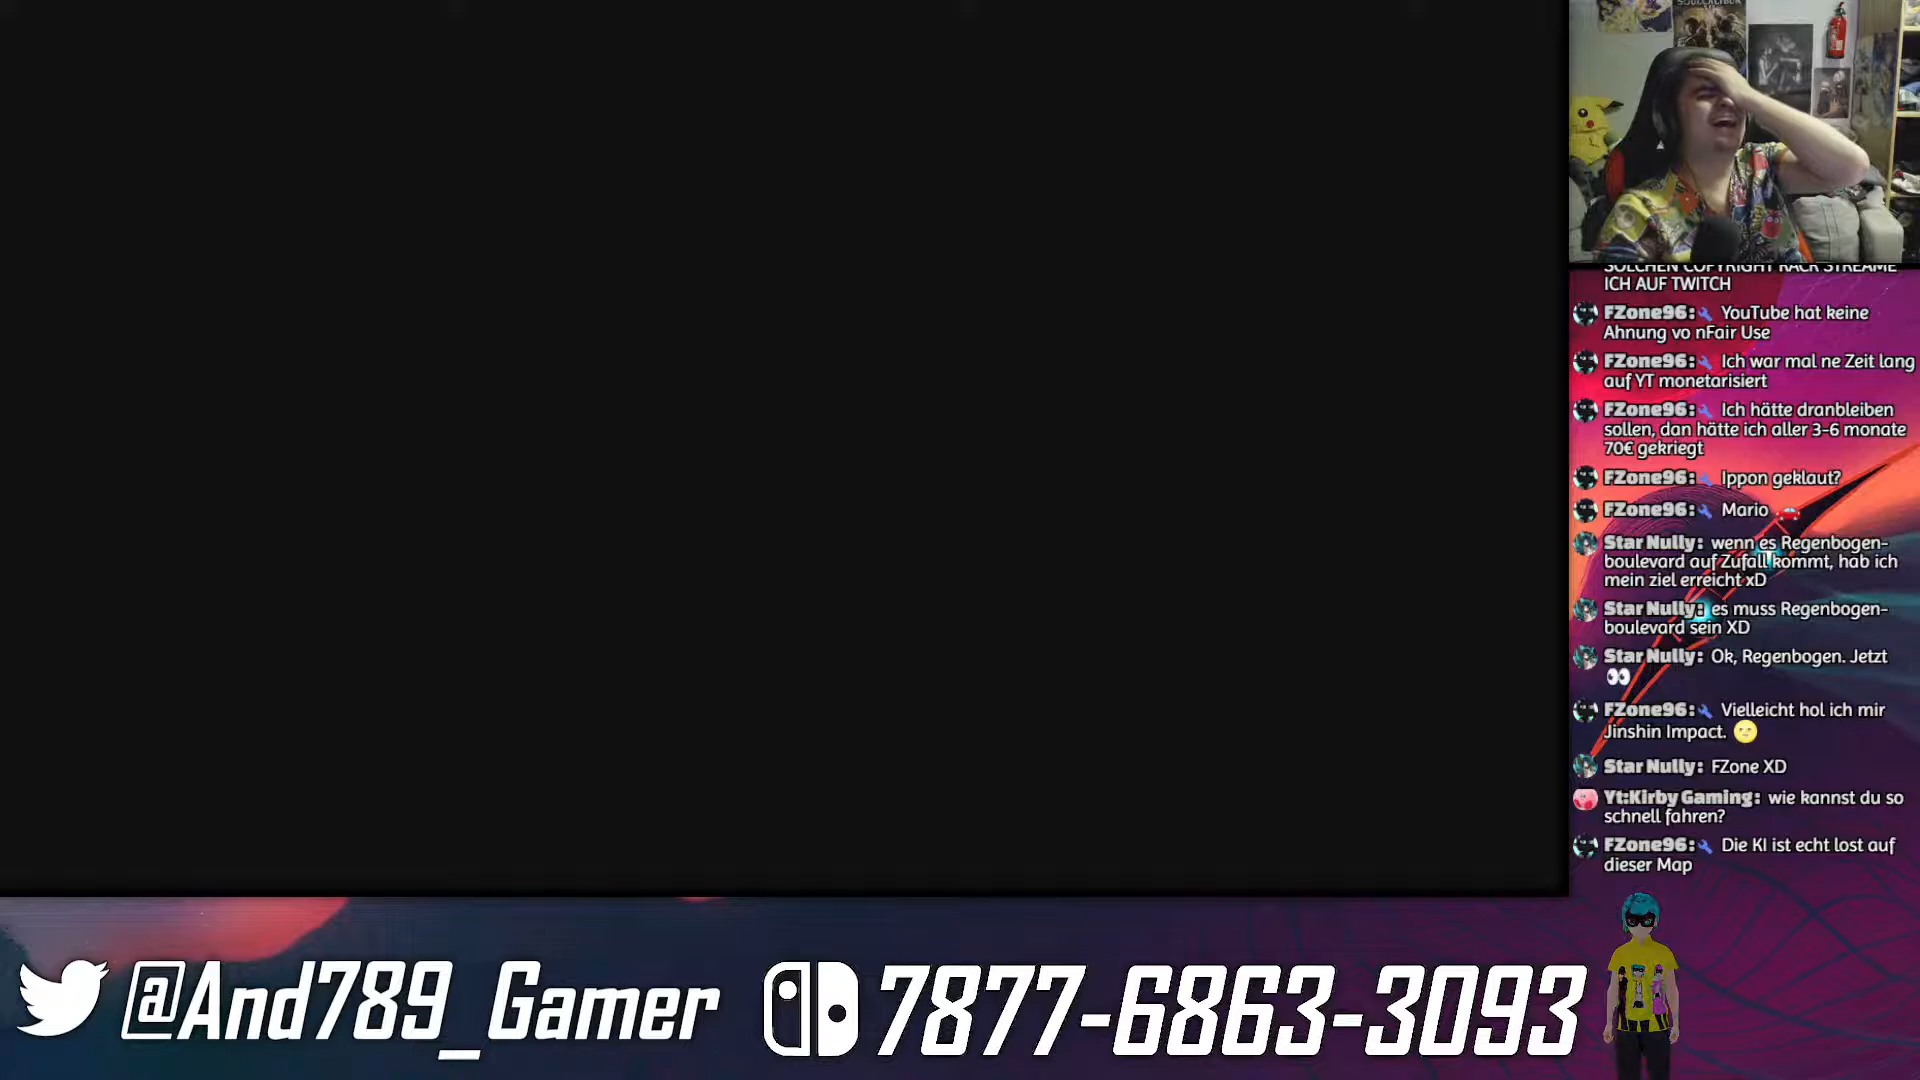 SOULCALIBUR
SOLCHEN COPYRIGHT KACK STREAME
ICH AUF TWITCH
FZone96: YouTube hat keine
Ahnung vo nFair Use
FZone96: Ich war mal ne Zeit lang
auf YT monetarisiert
FZone96: Ich hätte dranbleiben
sollen, dan hätte ich aller 3-6 monate
70€ gekriegt
FZone96: Ippon geklaut?
FZone96: Mario
Star Nully: wenn es Regenbogen-
boulevard auf Zufall kommt, hab ich
mein ziel erreicht xD
Star Nully: es muss Regenbogen-
boulevard sein XD
Star Nully: Ok, Regenbogen. Jetzt
FZone96: Vielleicht hol ich mir
Jinshin Impact.
Star Nully: FZone XD
Yt:Kirby Gaming: wie kannst du so
schnell fahren?
FZone96: Die KI ist echt lost auf
dieser Map
@And789_Gamer 7877-6863-3093